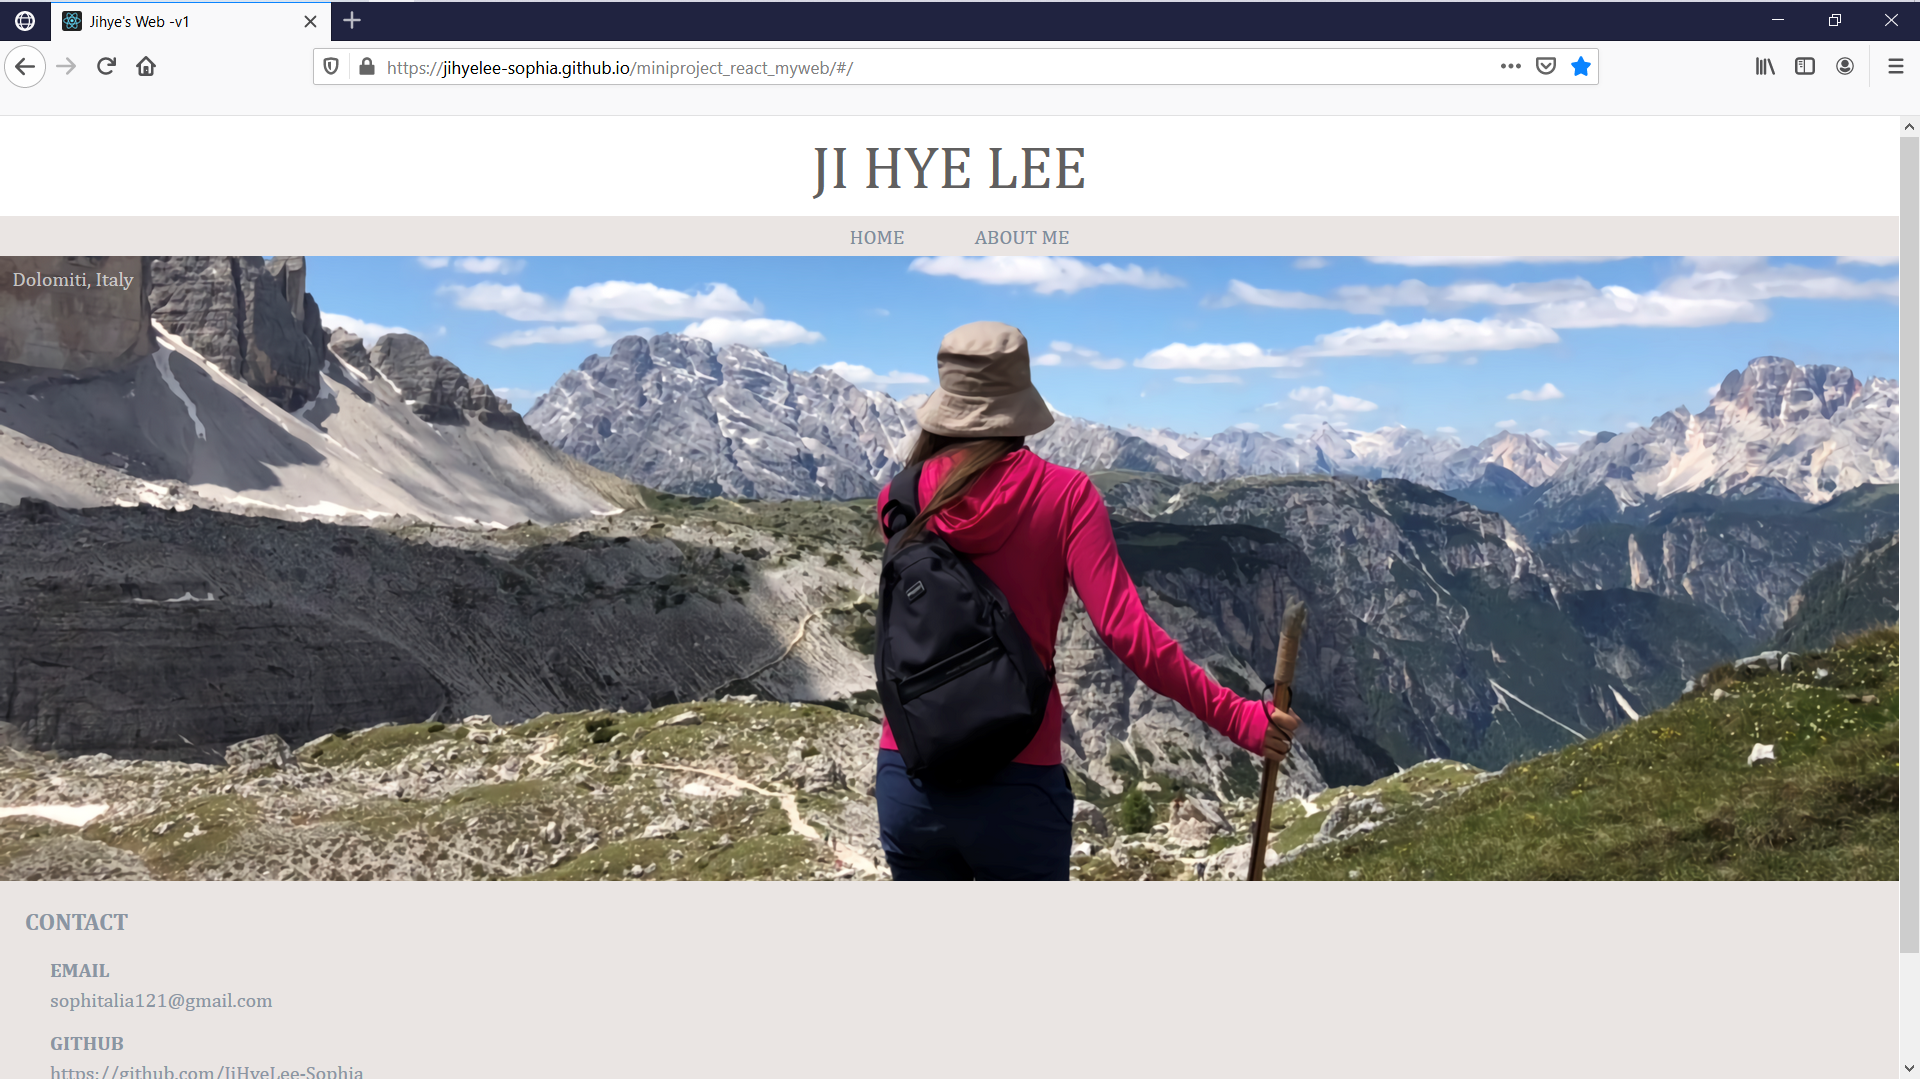 Jihye's Web -v1
https://jihyelee-sophia.github.io/miniproject_react_myweb/#/
JI HYE LEE
HOME ABOUT ME
Dolomiti, Italy
CONTACT
EMAIL
sophitalia121@gmail.com
GITHUB
https://github.com/JiHyeLee-Sophia